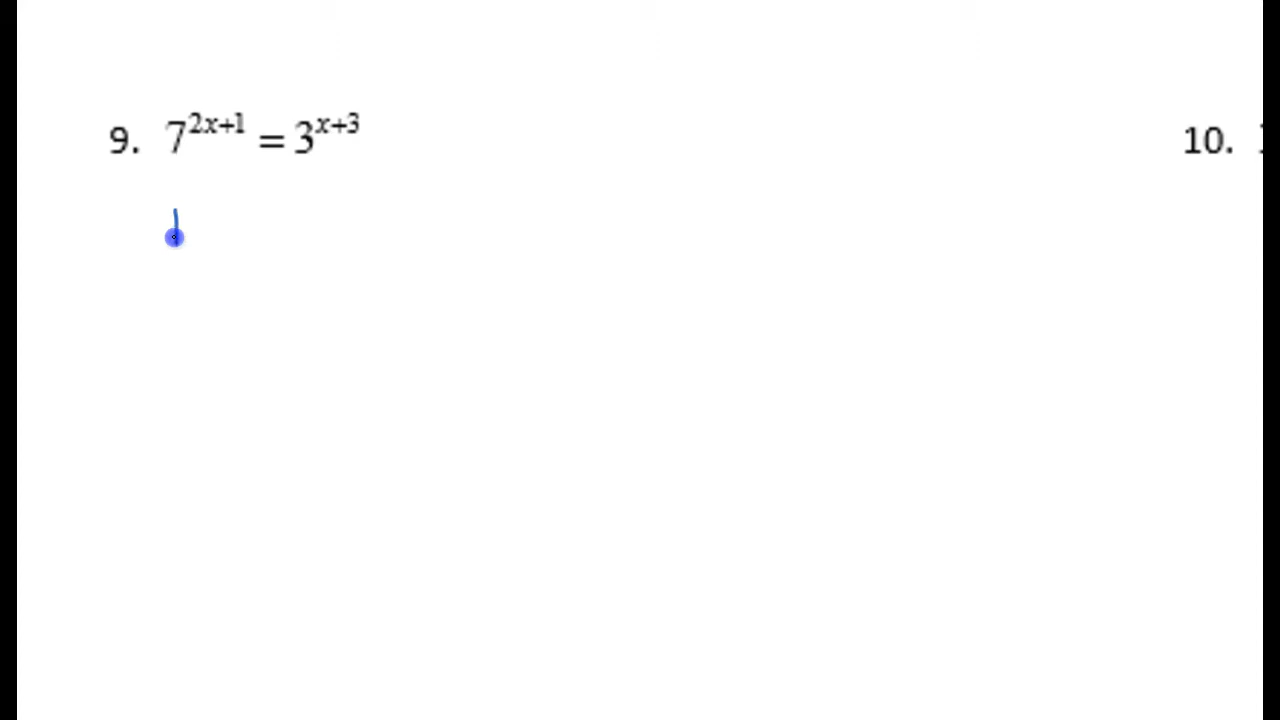 9. 7^{2x+1} = 3^{x+3}
10.